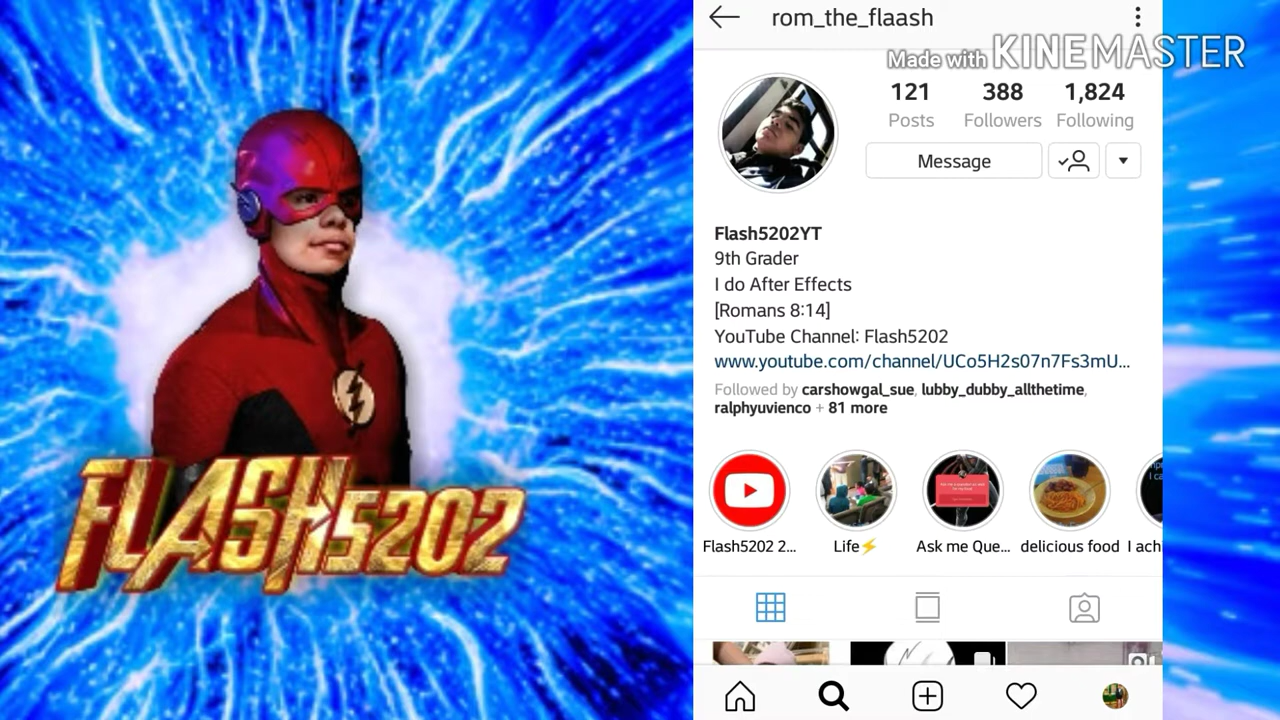 rom_the_flaash
Made with KINEMASTER
121 388 1,824
Posts Followers Following
Message
Flash5202YT
9th Grader
I do After Effects
[Romans 8:14]
YouTube Channel: Flash5202
www.youtube.com/channel/UCo5H2s07n7Fs3mU...
Followed by carshowgal_sue, lubby_dubby_allthetime,
ralphyuvienco + 81 more
Flash5202 2... Life⚡ Ask me Que... delicious food I ach
FLASH5202